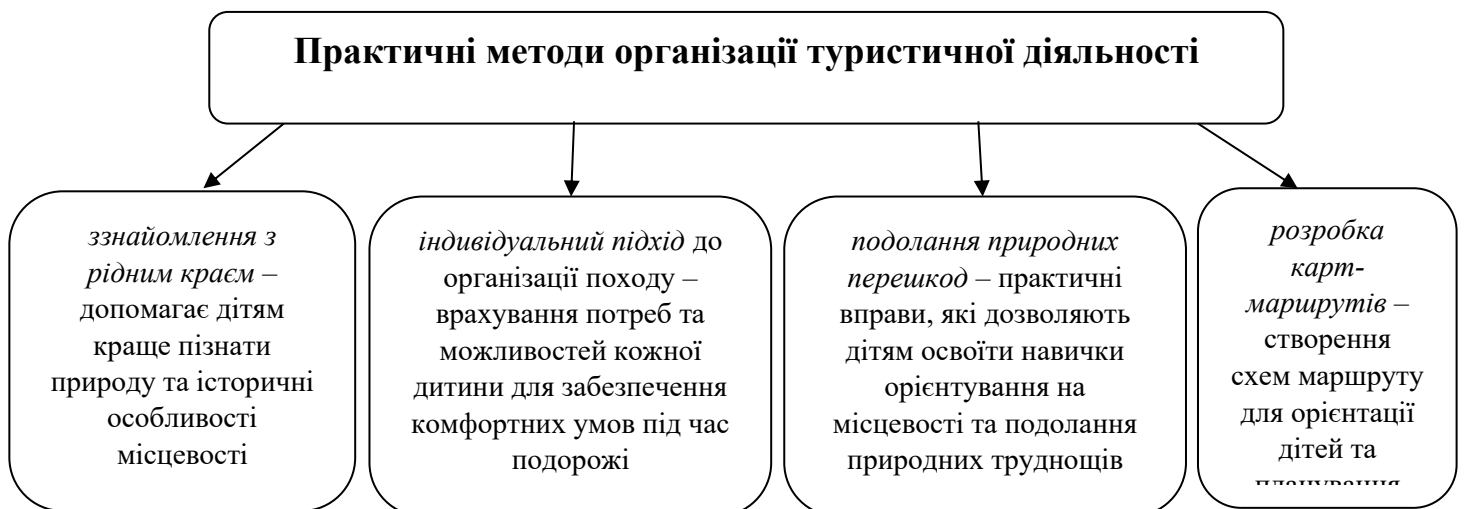 Практичні методи організації туристичної діяльності
ззнайомлення з
рідним краєм –
допомагає дітям
краще пізнати
природу та історичні
особливості
місцевості
індивідуальний підхід до
організації походу –
врахування потреб та
можливостей кожної
дитини для забезпечення
комфортних умов під час
подорожі
подолання природних
перешкод – практичні
вправи, які дозволяють
дітям освоїти навички
орієнтування на
місцевості та подолання
природних труднощів
розробка
карт-
маршрутів –
створення
схем маршруту
для орієнтації
дітей та
планування